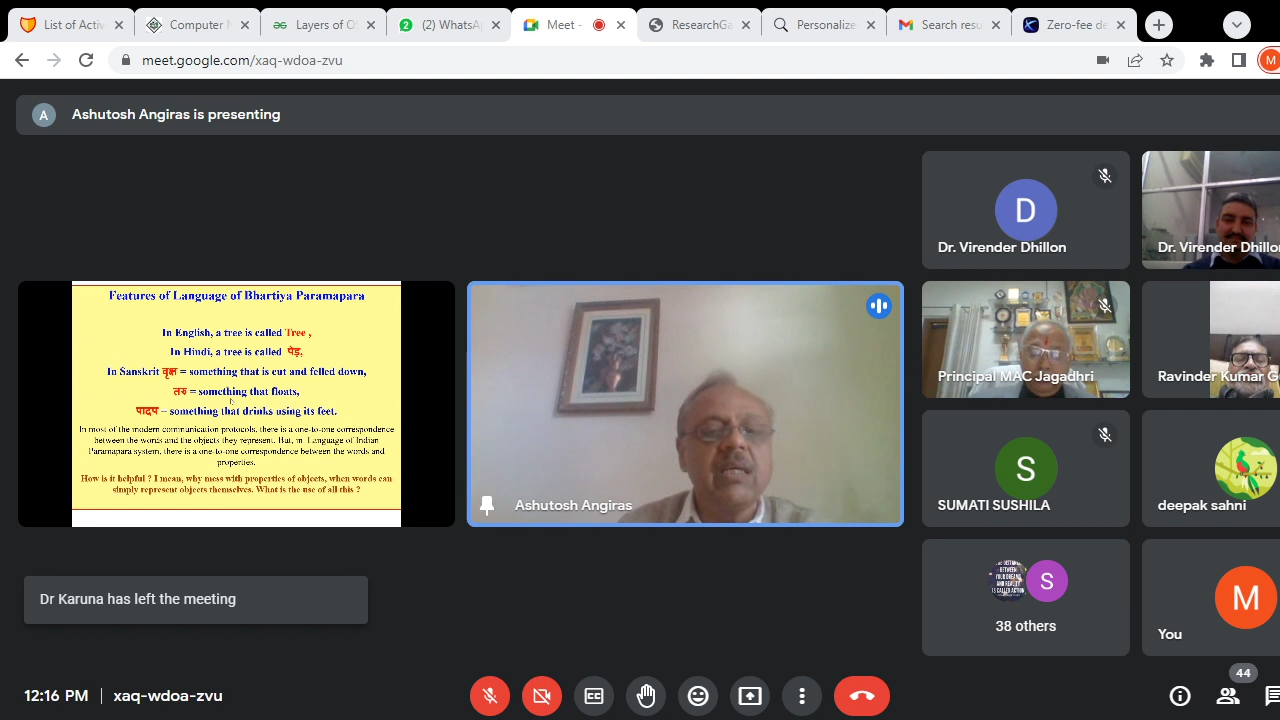 List of Activ
Computer N
Layers of OS
(2) WhatsAp
Meet -
ResearchGa
Personalize
Search resu
Zero-fee de
meet.google.com/xaq-wdoa-zvu
M
A
Ashutosh Angiras is presenting
Features of Language of Bhartiya Paramapara
In English, a tree is called Tree ,
In Hindi, a tree is called पेड़,
In Sanskrit वृक्ष = something that is cut and felled down,
तरु = something that floats,
पादप – something that drinks using its feet.
In most of the modern communication protocols, there is a one-to-one correspondence
between the words and the objects they represent. But, in Language of Indian
Paramapara system, there is a one-to-one correspondence between the words and
properties.
How is it helpful ? I mean, why mess with properties of objects, when words can
simply represent objects themselves. What is the use of all this ?
Ashutosh Angiras
D
Dr. Virender Dhillon
Dr. Virender Dhillon
Principal MAC Jagadhri
Ravinder Kumar G
S
SUMATI SUSHILA
deepak sahni
S
38 others
M
You
Dr Karuna has left the meeting
12:16 PM | xaq-wdoa-zvu
44